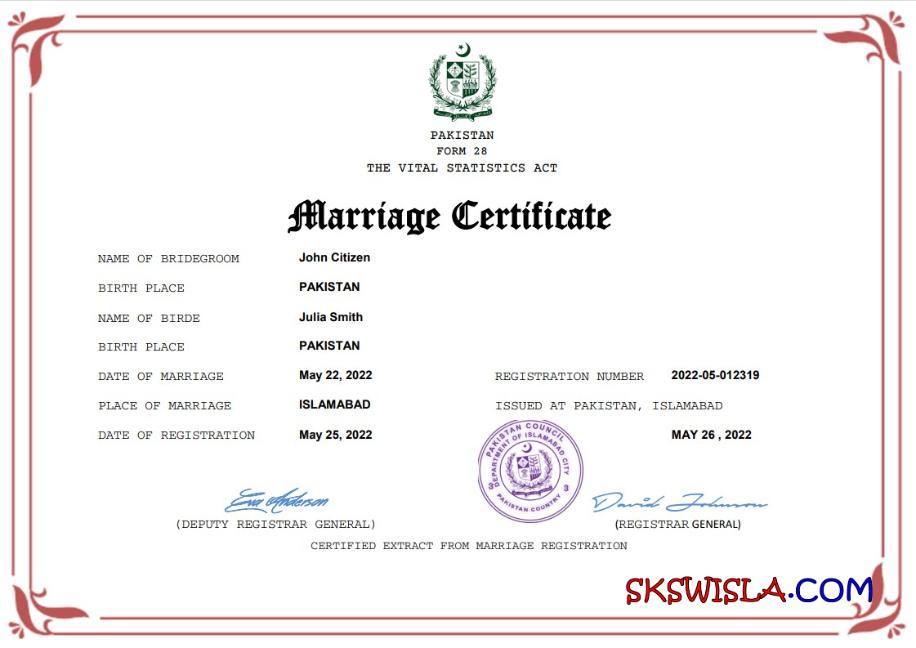 PAKISTAN
FORM 28
THE VITAL STATISTICS ACT
Marriage Certificate
NAME OF BRIDEGROOM John Citizen
BIRTH PLACE PAKISTAN
NAME OF BIRDE Julia Smith
BIRTH PLACE PAKISTAN
DATE OF MARRIAGE May 22, 2022 REGISTRATION NUMBER 2022-05-012319
PLACE OF MARRIAGE ISLAMABAD ISSUED AT PAKISTAN, ISLAMABAD
DATE OF REGISTRATION May 25, 2022 MAY 26 , 2022
PAKISTAN COUNCIL
DEPARTMENT OF ISLAMABAD CITY
3 3
PAKISTAN COUNTRY
Eva Anderson David Johnson
(DEPUTY REGISTRAR GENERAL) (REGISTRAR GENERAL)
CERTIFIED EXTRACT FROM MARRIAGE REGISTRATION
SKSWISLA.COM